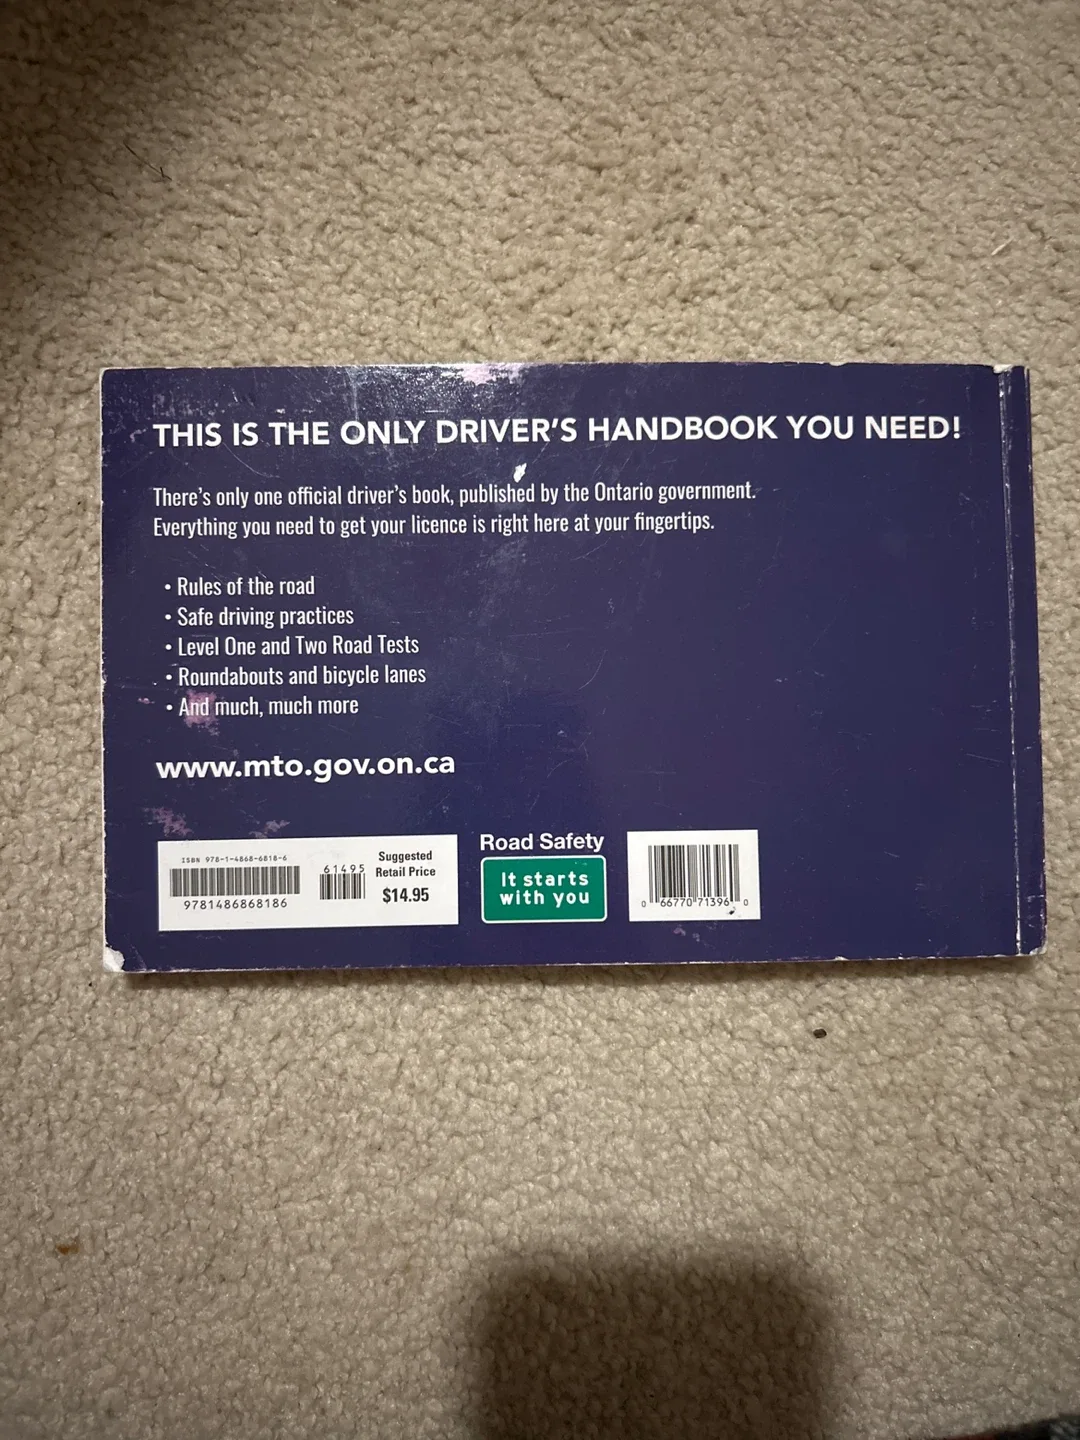 THIS IS THE ONLY DRIVER'S HANDBOOK YOU NEED!
There's only one official driver's book, published by the Ontario government.
Everything you need to get your licence is right here at your fingertips.
• Rules of the road
• Safe driving practices
• Level One and Two Road Tests
• Roundabouts and bicycle lanes
• And much, much more
www.mto.gov.on.ca
ISBN 978-1-4868-6818-6
9781486868186
61495
Suggested
Retail Price
$14.95
Road Safety
It starts
with you
0 66770 71396 0